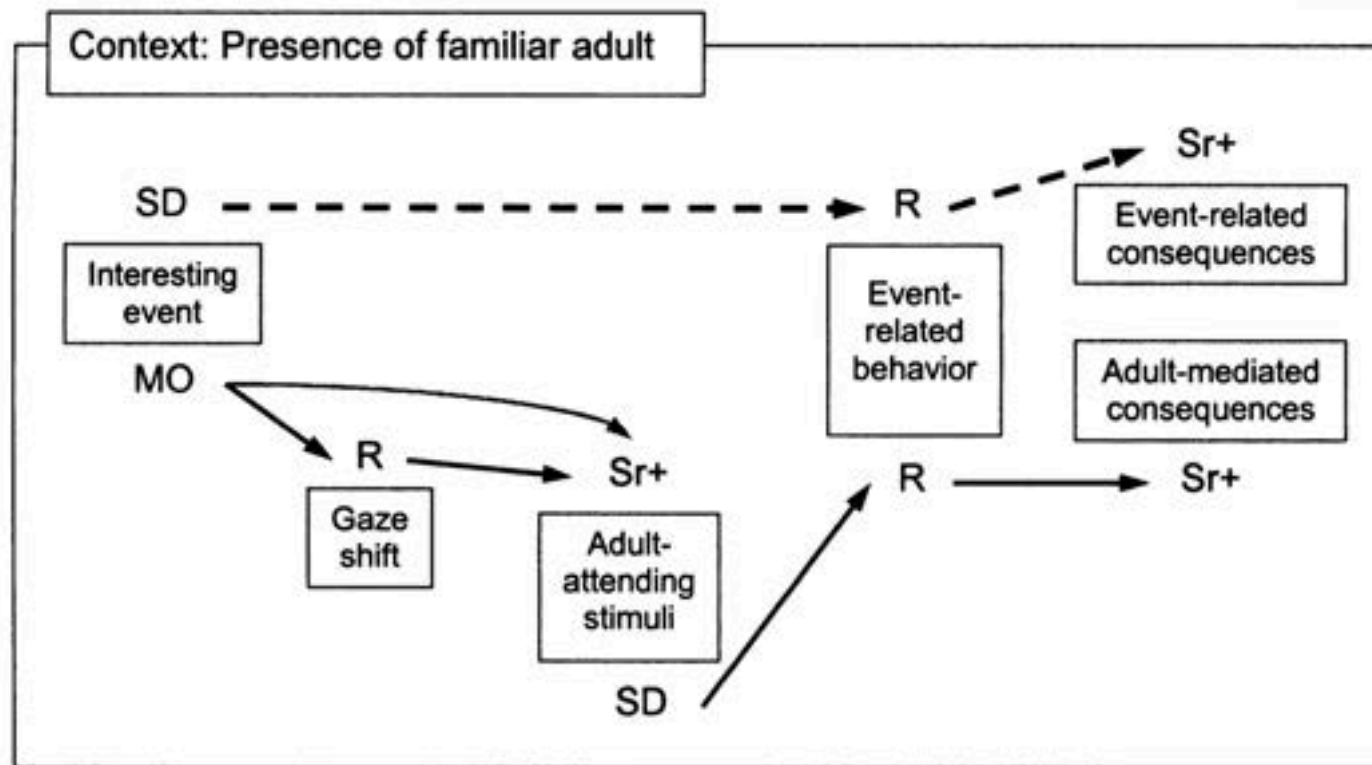 Context: Presence of familiar adult
Sr+
SD
R
Event-related
consequences
Interesting
event
Event-
related
behavior
MO
Adult-mediated
consequences
R
Sr+
R
Sr+
Gaze
shift
Adult-
attending
stimuli
SD